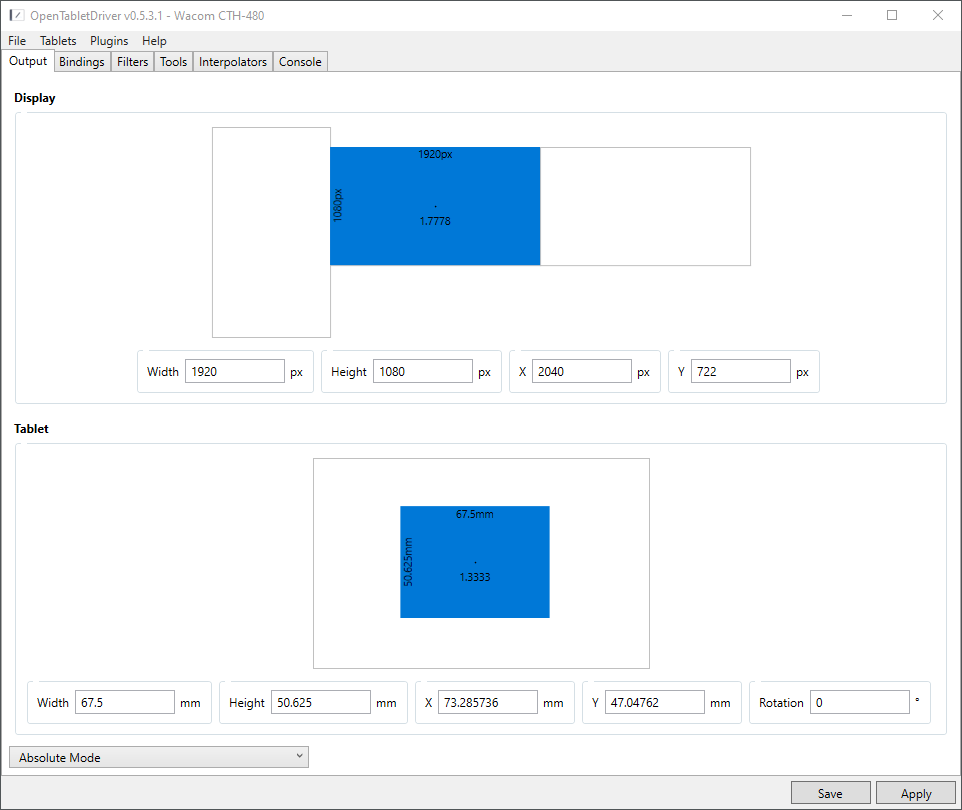 OpenTabletDriver v0.5.3.1 - Wacom CTH-480
File Tablets Plugins Help
Output Bindings Filters Tools Interpolators Console
Display
1920px
1080px
1.7778
Width 1920 px Height 1080 px X 2040 px Y 722 px
Tablet
67.5mm
50.625mm
1.3333
Width 67.5 mm Height 50.625 mm X 73.285736 mm Y 47.04762 mm Rotation 0 °
Absolute Mode
Save Apply